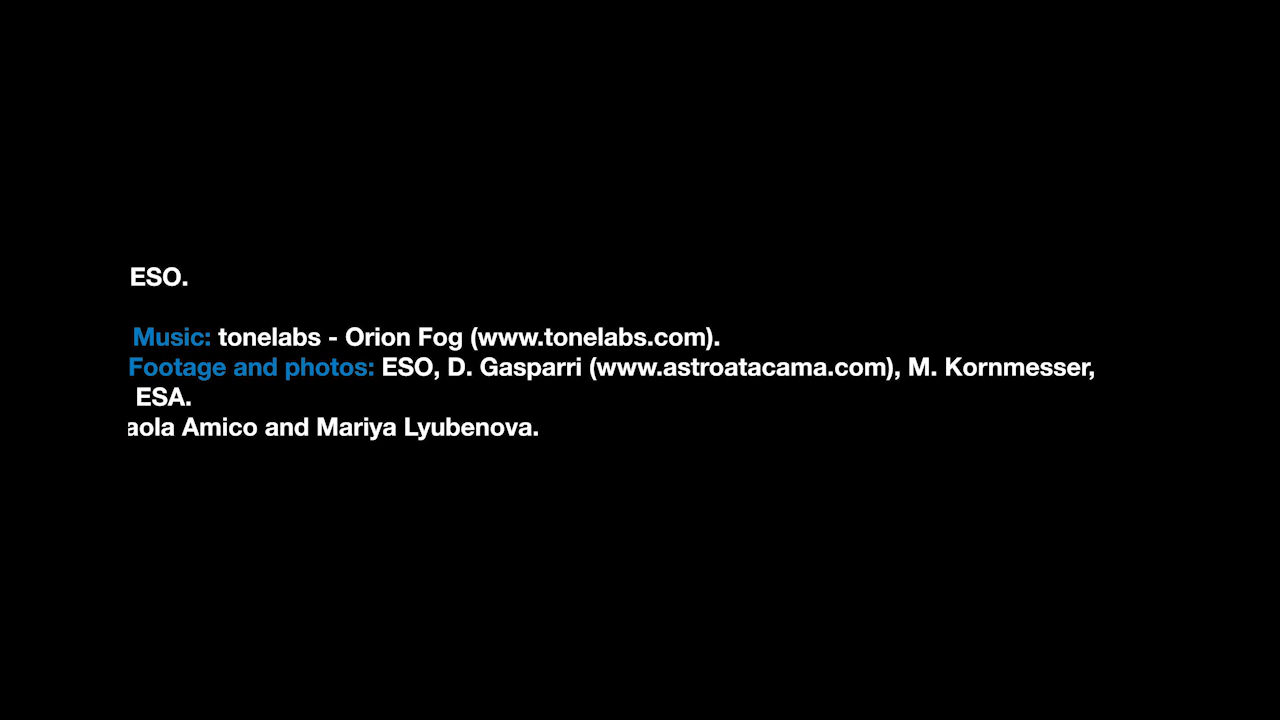 ESO.
Music: tonelabs - Orion Fog (www.tonelabs.com).
Footage and photos: ESO, D. Gasparri (www.astroatacama.com), M. Kornmesser,
ESA.
aola Amico and Mariya Lyubenova.